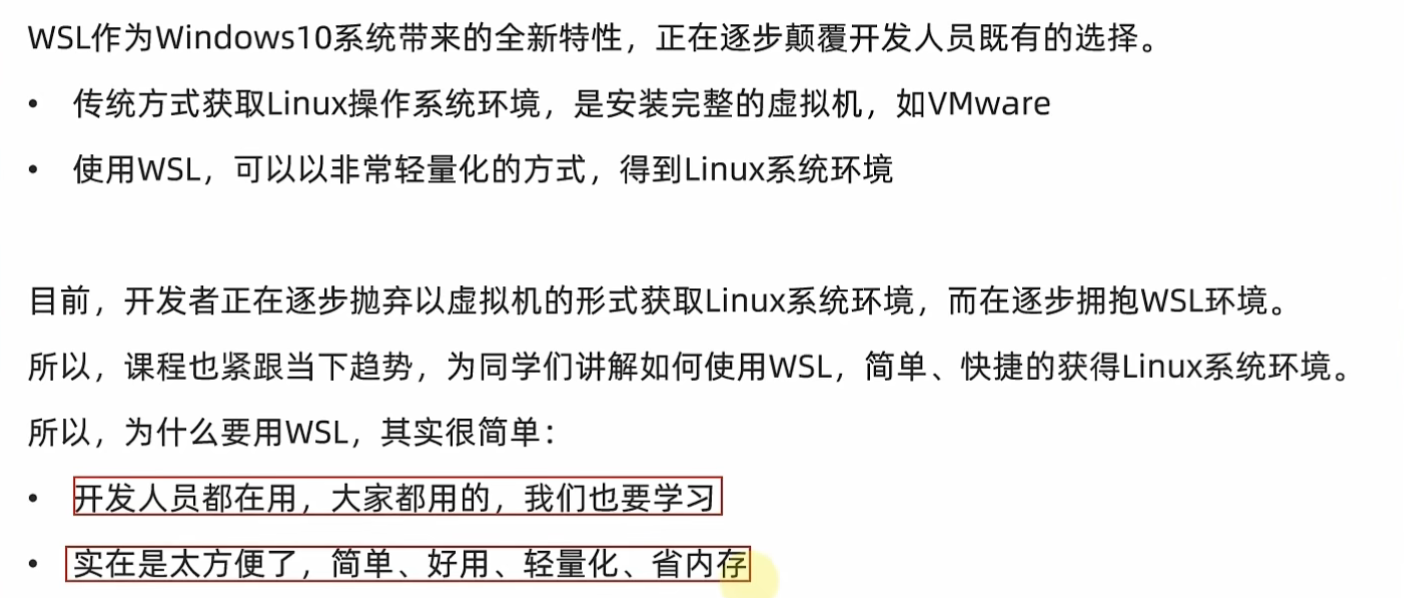 WSL作为Windows10系统带来的全新特性，正在逐步颠覆开发人员既有的选择。
• 传统方式获取Linux操作系统环境，是安装完整的虚拟机，如VMware
• 使用WSL，可以以非常轻量化的方式，得到Linux系统环境
目前，开发者正在逐步抛弃以虚拟机的形式获取Linux系统环境，而在逐步拥抱WSL环境。
所以，课程也紧跟当下趋势，为同学们讲解如何使用WSL，简单、快捷的获得Linux系统环境。
所以，为什么要用WSL，其实很简单：
• 开发人员都在用，大家都用的，我们也要学习
• 实在是太方便了，简单、好用、轻量化、省内存